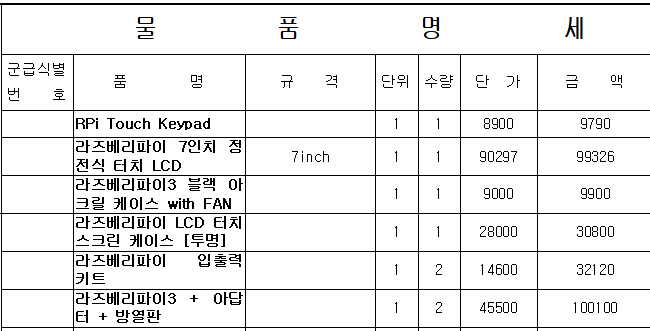 물 품 명 세
군급식별 번 호 품 명 규 격 단위 수량 단 가 금 액
RPi Touch Keypad 1 1 8900 9790
라즈베리파이 7인치 정
전식 터치 LCD 7inch 1 1 90297 99326
라즈베리파이3 블랙 아
크릴 케이스 with FAN 1 1 9000 9900
라즈베리파이 LCD 터치
스크린 케이스 [투명] 1 1 28000 30800
라즈베리파이 입출력
키트 1 2 14600 32120
라즈베리파이3 + 아답
터 + 방열판 1 2 45500 100100